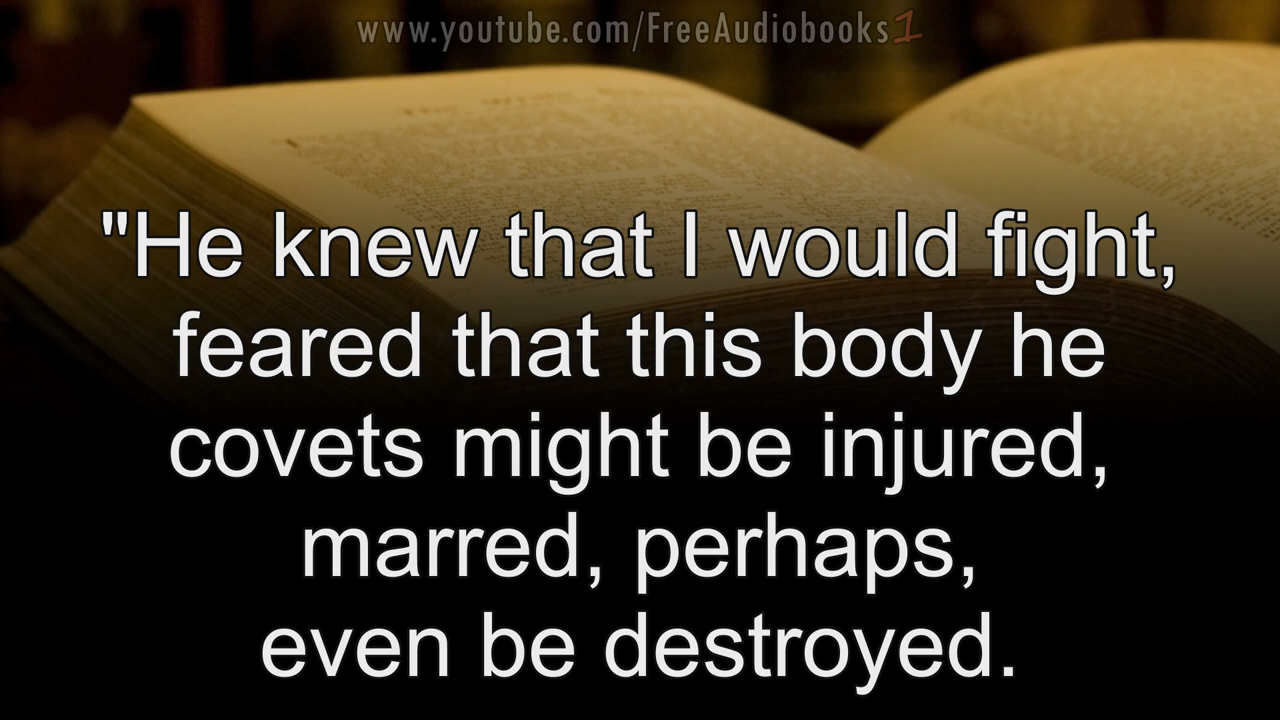 www.youtube.com/FreeAudiobooks1
"He knew that I would fight,
feared that this body he
covets might be injured,
marred, perhaps,
even be destroyed.